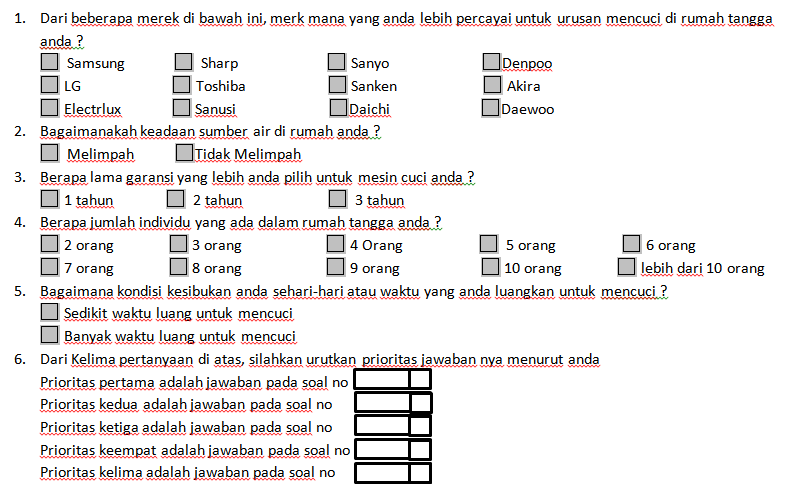 1. Dari beberapa merek di bawah ini, merk mana yang anda lebih percayai untuk urusan mencuci di rumah tangga
anda ?
Samsung Sharp Sanyo Denpoo
LG Toshiba Sanken Akira
Electrlux Sanusi Daichi Daewoo
2. Bagaimanakah keadaan sumber air di rumah anda ?
Melimpah Tidak Melimpah
3. Berapa lama garansi yang lebih anda pilih untuk mesin cuci anda ?
1 tahun 2 tahun 3 tahun
4. Berapa jumlah individu yang ada dalam rumah tangga anda ?
2 orang 3 orang 4 Orang 5 orang 6 orang
7 orang 8 orang 9 orang 10 orang lebih dari 10 orang
5. Bagaimana kondisi kesibukan anda sehari-hari atau waktu yang anda luangkan untuk mencuci ?
Sedikit waktu luang untuk mencuci
Banyak waktu luang untuk mencuci
6. Dari Kelima pertanyaan di atas, silahkan urutkan prioritas jawaban nya menurut anda
Prioritas pertama adalah jawaban pada soal no
Prioritas kedua adalah jawaban pada soal no
Prioritas ketiga adalah jawaban pada soal no
Prioritas keempat adalah jawaban pada soal no
Prioritas kelima adalah jawaban pada soal no